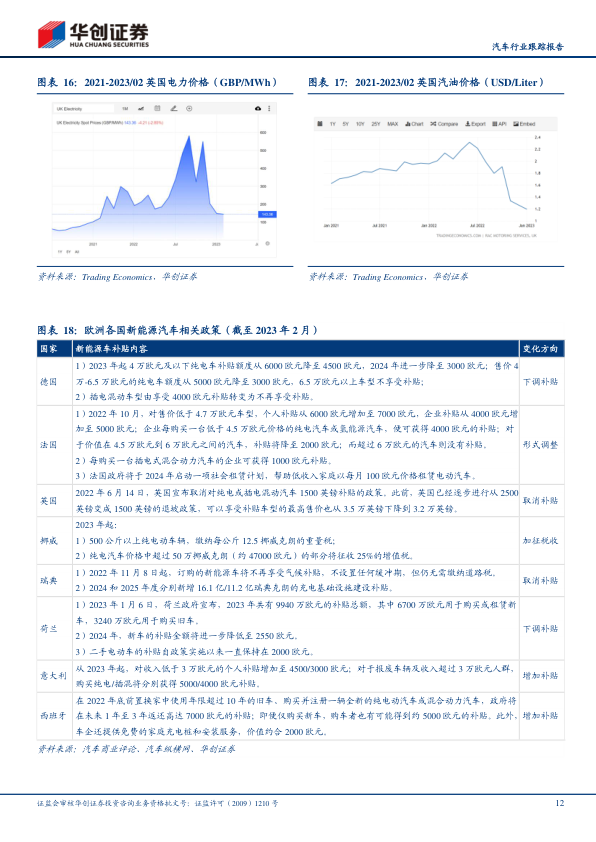 华创证券
HUA CHUANG SECURITIES
汽车行业跟踪报告
图表 16：2021-2023/02 英国电力价格（GBP/MWh）
图表 17：2021-2023/02 英国汽油价格（USD/Liter）
UK Electricity
1M
UK Electricity Spot Prices (GBP/MWh)
600
500
400
300
200
100
2021
Jul
2022
Jul
2023
1Y 5Y 10Y 25Y MAX Chart Compare Export API Embed
2.4
2.2
2
1.8
1.6
1.4
1.2
1
Jan 2021 Jul 2021 Jan 2022 Jul 2022 Jan 2023
资料来源：Trading Economics，华创证券
资料来源：Trading Economics，华创证券
图表 18：欧洲各国新能源汽车相关政策（截至 2023 年 2 月）
国家 新能源车补贴内容 变化方向
德国
1）2023 年起 4 万欧元及以下纯电车补贴额度从 6000 欧元降至 4500 欧元，2024 年进一步降至 3000 欧元；售价 4
万-6.5 万欧元的纯电车额度从 5000 欧元降至 3000 欧元，6.5 万欧元以上车型不享受补贴；
2）插电混动车型由享受 4000 欧元补贴转变为不再享受补贴。
下调补贴
法国
1）2022 年 10 月，对售价低于 4.7 万欧元车型，个人补贴从 6000 欧元增加至 7000 欧元，企业补贴从 4000 欧元增
加至 5000 欧元；企业每购买一台低于 4.5 万欧元价格的纯电汽车或氢能源汽车，便可获得 4000 欧元的补贴；对
于价值在 4.5 万欧元到 6 万欧元之间的汽车，补贴将降至 2000 欧元；而超过 6 万欧元的汽车则没有补贴。
2）每购买一台插电式混合动力汽车的企业可获得 1000 欧元补贴。
3）法国政府将于 2024 年启动一项社会租赁计划，帮助低收入家庭以每月 100 欧元价格租赁电动汽车。
形式调整
英国
2022 年 6 月 14 日，英国宣布取消对纯电或插电混动汽车 1500 英镑补贴的政策。此前，英国已经逐步进行从 2500
英镑变成 1500 英镑的退坡政策，可以享受补贴车型的最高售价也从 3.5 万英镑下降到 3.2 万英镑。
取消补贴
挪威
2023 年起：
1）500 公斤以上纯电动车辆，缴纳每公斤 12.5 挪威克朗的重量税；
2）纯电汽车价格中超过 50 万挪威克朗（约 47000 欧元）的部分将征收 25%的增值税。
加征税收
瑞典
1）2022 年 11 月 8 日起，订购的新能源车将不再享受气候补贴，不设置任何缓冲期，但仍无需缴纳道路税。
2）2024 和 2025 年度分别新增 16.1 亿/11.2 亿瑞典克朗的充电基础设施建设补贴。
取消补贴
荷兰
1）2023 年 1 月 6 日，荷兰政府宣布，2023 年共有 9940 万欧元的补贴总额，其中 6700 万欧元用于购买或租赁新
车，3240 万欧元用于购买旧车。
2）2024 年，新车的补贴金额将进一步降低至 2550 欧元。
3）二手电动车的补贴自政策实施以来一直保持在 2000 欧元。
下调补贴
意大利
从 2023 年起，对收入低于 3 万欧元的个人补贴增加至 4500/3000 欧元；对于报废车辆及收入超过 3 万欧元人群，
购买纯电/插混将分别获得 5000/4000 欧元补贴。
增加补贴
西班牙
在 2022 年底前置换家中使用年限超过 10 年的旧车，购买并注册一辆全新的纯电动汽车或混合动力汽车，政府将
在未来 1 年至 3 年返还高达 7000 欧元的补贴；即使仅购买新车，购车者也有可能得到约 5000 欧元的补贴。此外，
车企还提供免费的家庭充电桩和安装服务，价值约合 2000 欧元。
增加补贴
资料来源：汽车商业评论、汽车纵横网、华创证券
证监会审核华创证券投资咨询业务资格批文号：证监许可（2009）1210 号
12